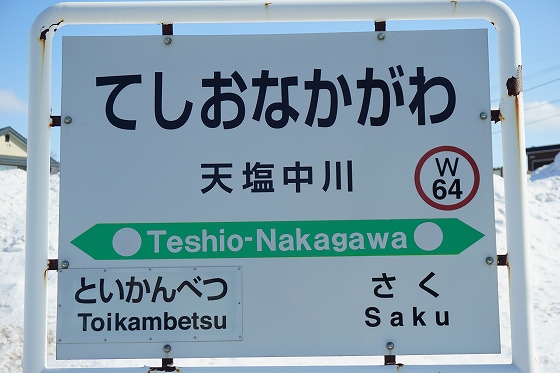 てしおなかがわ
天塩中川
W
64
Teshio-Nakagawa
といかんべつ
Toikambetsu
さく
Saku